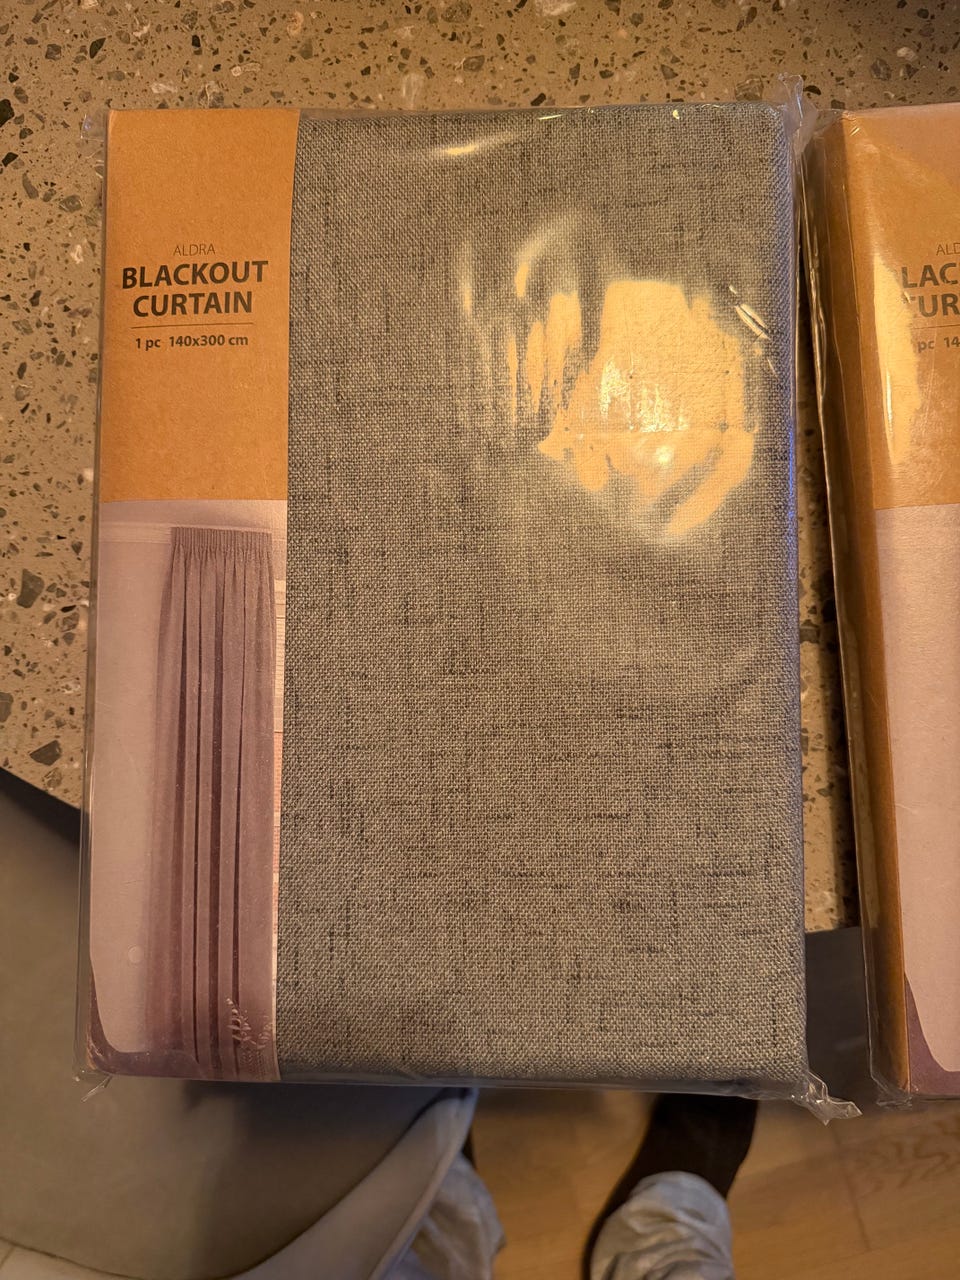 ALDRA
BLACKOUT
CURTAIN
1 pc 140x300 cm